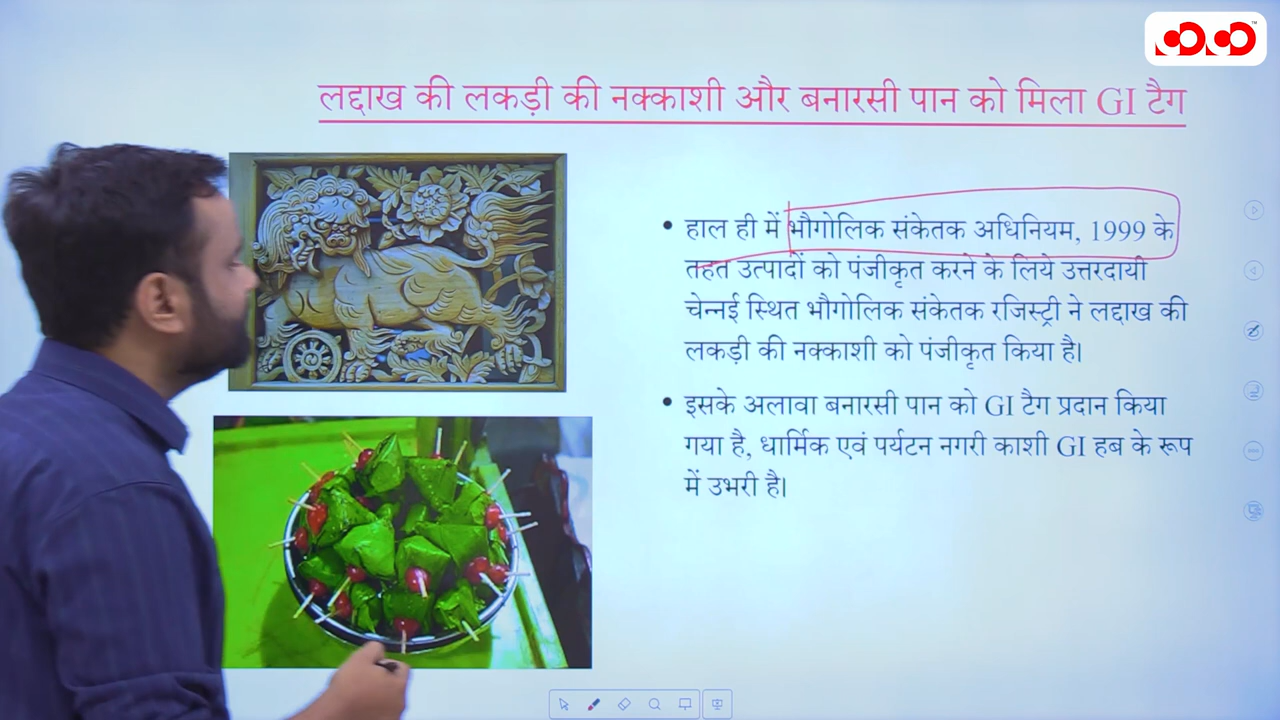 लद्दाख की लकड़ी की नक्काशी और बनारसी पान को मिला GI टैग
• हाल ही में भौगोलिक संकेतक अधिनियम, 1999 के
तहत उत्पादों को पंजीकृत करने के लिये उत्तरदायी
चेन्नई स्थित भौगोलिक संकेतक रजिस्ट्री ने लद्दाख की
लकड़ी की नक्काशी को पंजीकृत किया है।
• इसके अलावा बनारसी पान को GI टैग प्रदान किया
गया है, धार्मिक एवं पर्यटन नगरी काशी GI हब के रूप
में उभरी है।